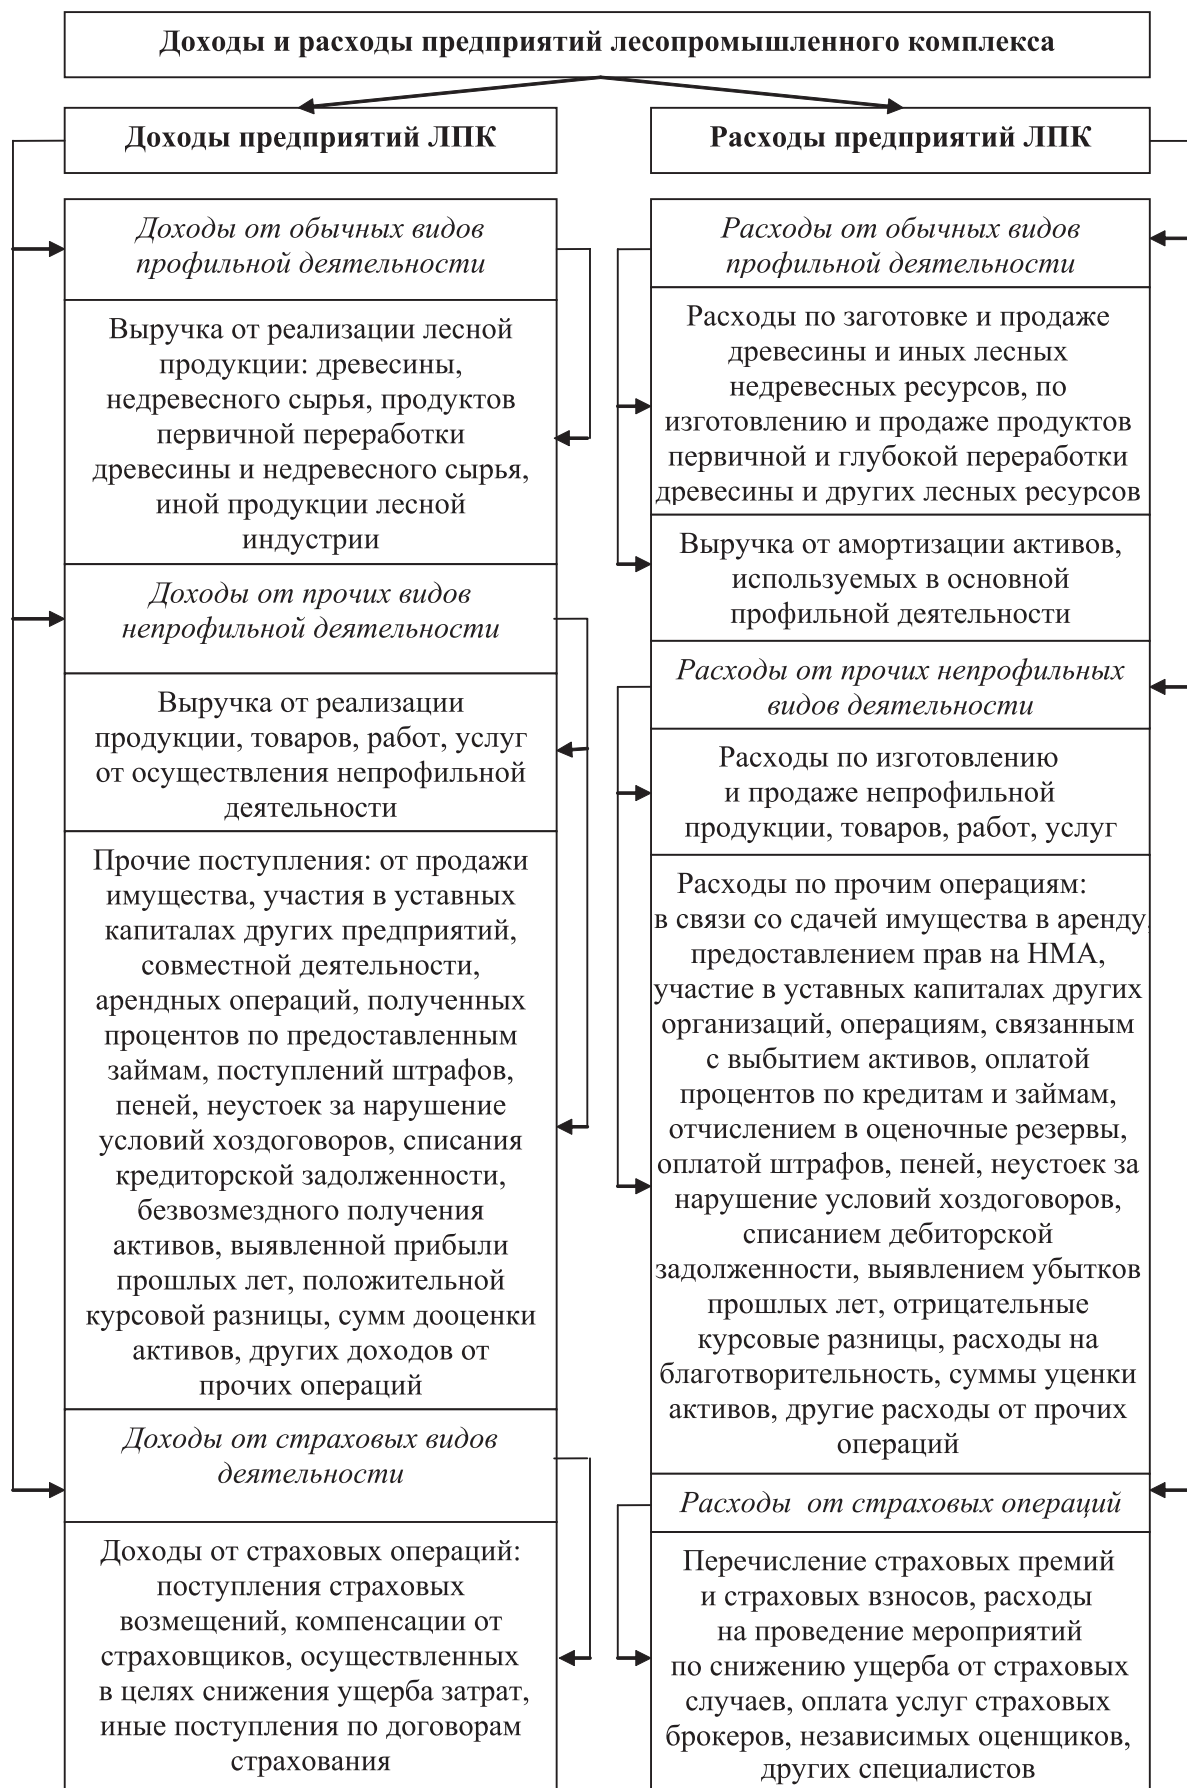 Доходы и расходы предприятий лесопромышленного комплекса
Доходы предприятий ЛПК
Доходы от обычных видов
профильной деятельности
Выручка от реализации лесной
продукции: древесины,
недревесного сырья, продуктов
первичной переработки
древесины и недревесного сырья,
иной продукции лесной
индустрии
Доходы от прочих видов
непрофильной деятельности
Выручка от реализации
продукции, товаров, работ, услуг
от осуществления непрофильной
деятельности
Прочие поступления: от продажи
имущества, участия в уставных
капиталах других предприятий,
совместной деятельности,
арендных операций, полученных
процентов по предоставленным
займам, поступлений штрафов,
пеней, неустоек за нарушение
условий хоздоговоров, списания
кредиторской задолженности,
безвозмездного получения
активов, выявленной прибыли
прошлых лет, положительной
курсовой разницы, сумм дооценки
активов, других доходов от
прочих операций
Доходы от страховых видов
деятельности
Доходы от страховых операций:
поступления страховых
возмещений, компенсации от
страховщиков, осуществленных
в целях снижения ущерба затрат,
иные поступления по договорам
страхования
Расходы предприятий ЛПК
Расходы от обычных видов
профильной деятельности
Расходы по заготовке и продаже
древесины и иных лесных
недревесных ресурсов, по
изготовлению и продаже продуктов
первичной и глубокой переработки
древесины и других лесных ресурсов
Выручка от амортизации активов,
используемых в основной
профильной деятельности
Расходы от прочих непрофильных
видов деятельности
Расходы по изготовлению
и продаже непрофильной
продукции, товаров, работ, услуг
Расходы по прочим операциям:
в связи со сдачей имущества в аренду,
предоставлением прав на НМА,
участие в уставных капиталах других
организаций, операциям, связанным
с выбытием активов, оплатой
процентов по кредитам и займам,
отчислением в оценочные резервы,
оплатой штрафов, пеней, неустоек за
нарушение условий хоздоговоров,
списанием дебиторской
задолженности, выявлением убытков
прошлых лет, отрицательные
курсовые разницы, расходы на
благотворительность, суммы уценки
активов, другие расходы от прочих
операций
Расходы от страховых операций
Перечисление страховых премий
и страховых взносов, расходы
на проведение мероприятий
по снижению ущерба от страховых
случаев, оплата услуг страховых
брокеров, независимых оценщиков,
других специалистов